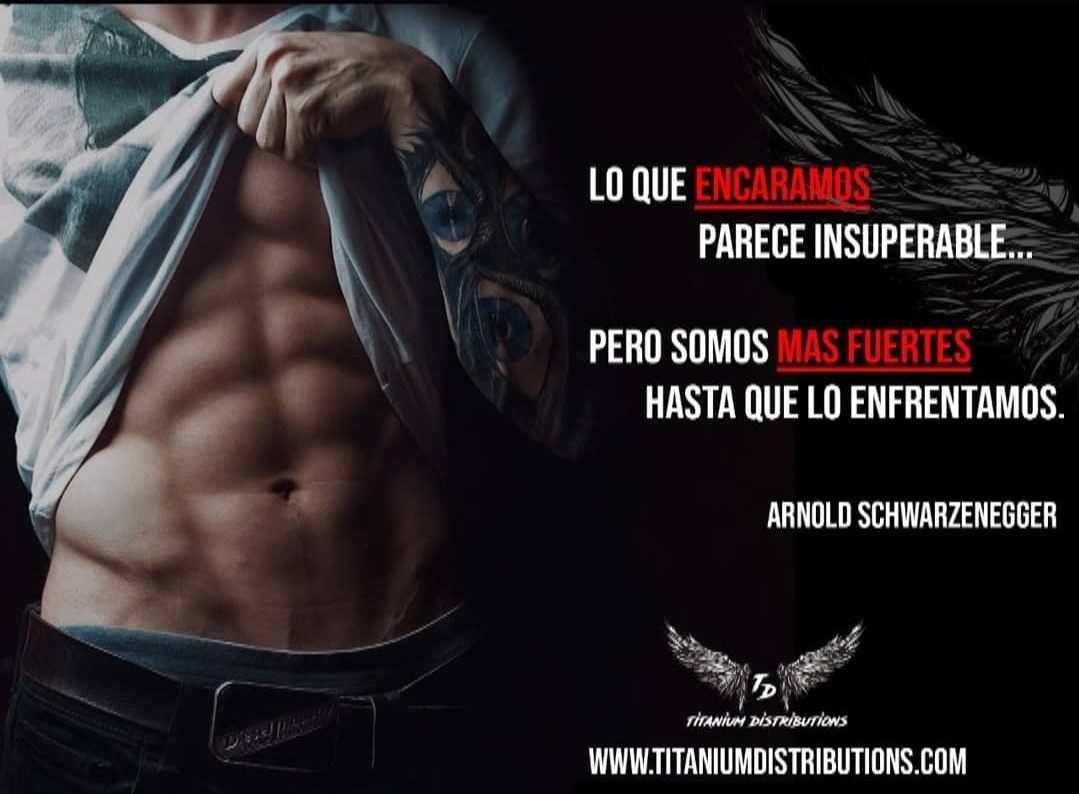 LO QUE ENCARAMOS
PARECE INSUPERABLE...
PERO SOMOS MAS FUERTES
HASTA QUE LO ENFRENTAMOS.
ARNOLD SCHWARZENEGGER
TD
TITANIUM DISTRIBUTIONS
WWW.TITANIUMDISTRIBUTIONS.COM
Diesel